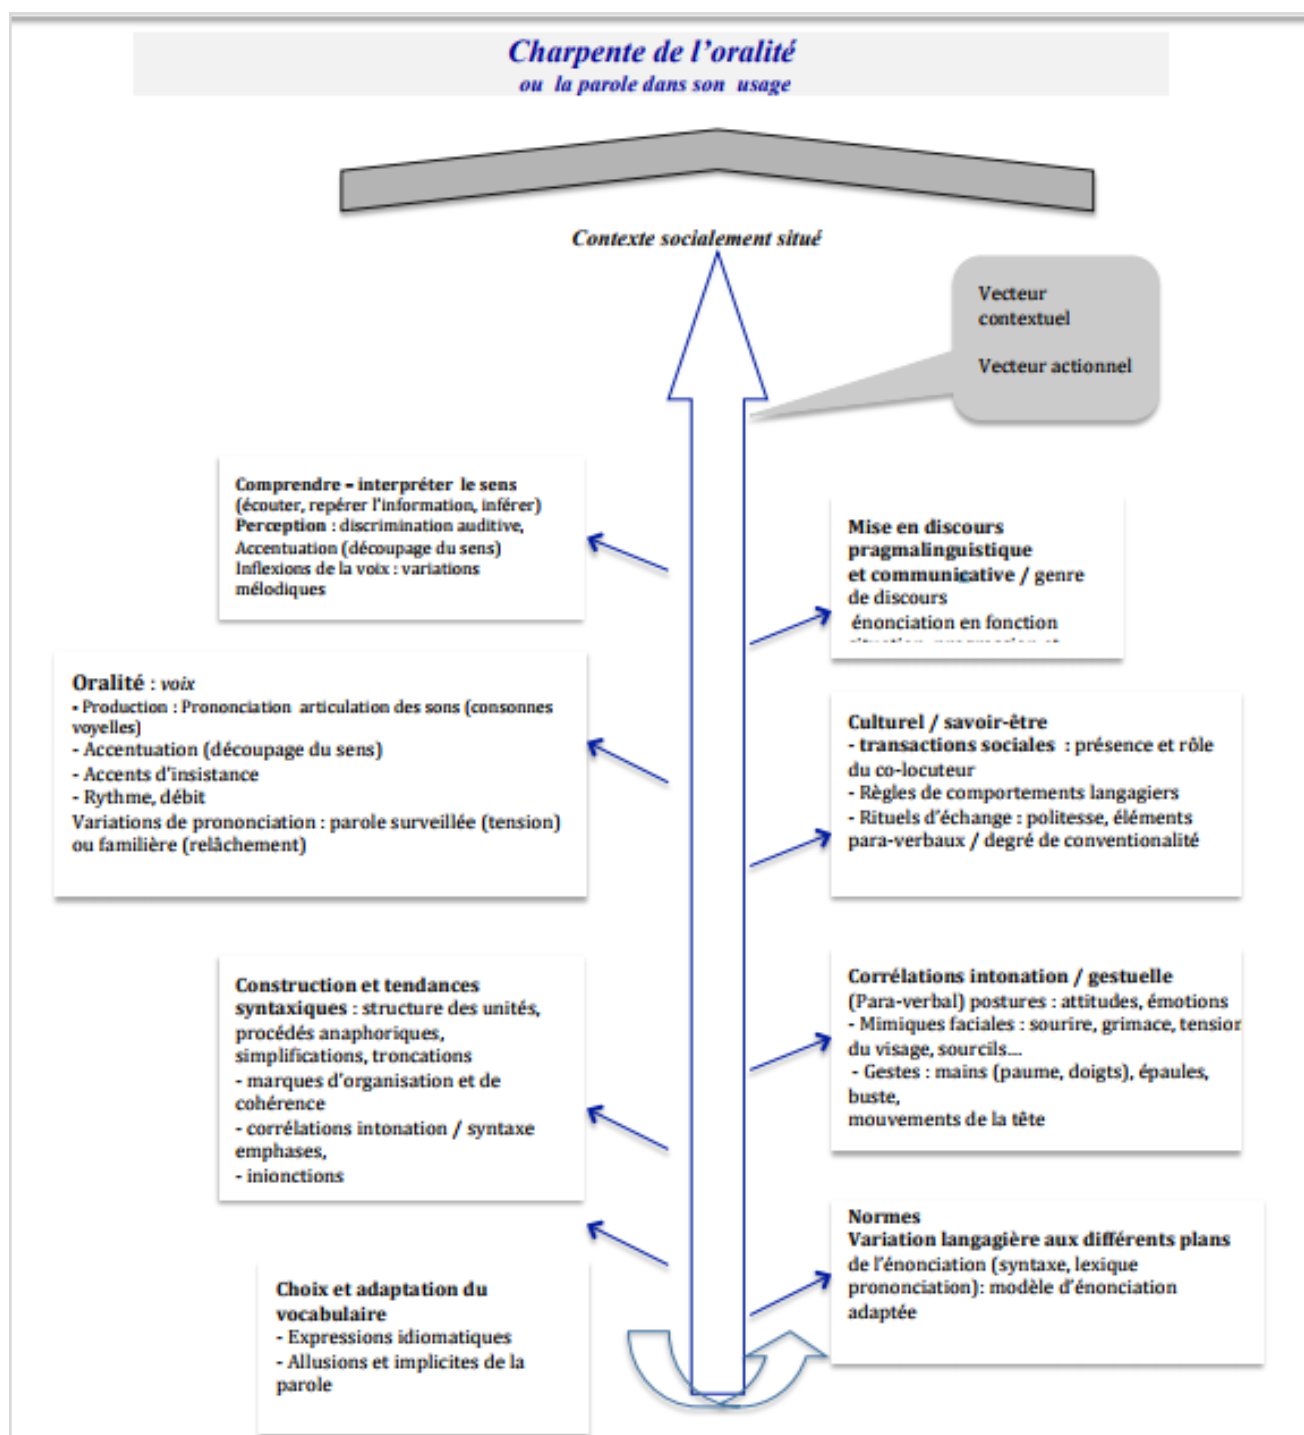 Charpente de l'oralité
ou la parole dans son usage
Contexte socialement situé
Vecteur
contextuel
Vecteur actionnel
Comprendre – interpréter le sens
(écouter, repérer l'information, inférer)
Perception : discrimination auditive,
Accentuation (découpage du sens)
Inflexions de la voix : variations
mélodiques
Mise en discours
pragmalinguistique
et communicative / genre
de discours
énonciation en fonction
Oralité : voix
- Production : Prononciation articulation des sons (consonnes
voyelles)
- Accentuation (découpage du sens)
- Accents d'insistance
- Rythme, débit
Variations de prononciation : parole surveillée (tension)
ou familière (relâchement)
Culturel / savoir-être
- transactions sociales : présence et rôle
du co-locuteur
- Règles de comportements langagiers
- Rituels d'échange : politesse, éléments
para-verbaux / degré de conventionalité
Construction et tendances
syntaxiques : structure des unités,
procédés anaphoriques,
simplifications, troncations
- marques d'organisation et de
cohérence
- corrélations intonation / syntaxe
emphases,
- injonctions
Corrélations intonation / gestuelle
(Para-verbal) postures : attitudes, émotions
- Mimiques faciales : sourire, grimace, tension
du visage, sourcils....
- Gestes : mains (paume, doigts), épaules,
buste,
mouvements de la tête
Choix et adaptation du
vocabulaire
- Expressions idiomatiques
- Allusions et implicites de la
parole
Normes
Variation langagière aux différents plans
de l'énonciation (syntaxe, lexique
prononciation): modèle d'énonciation
adaptée